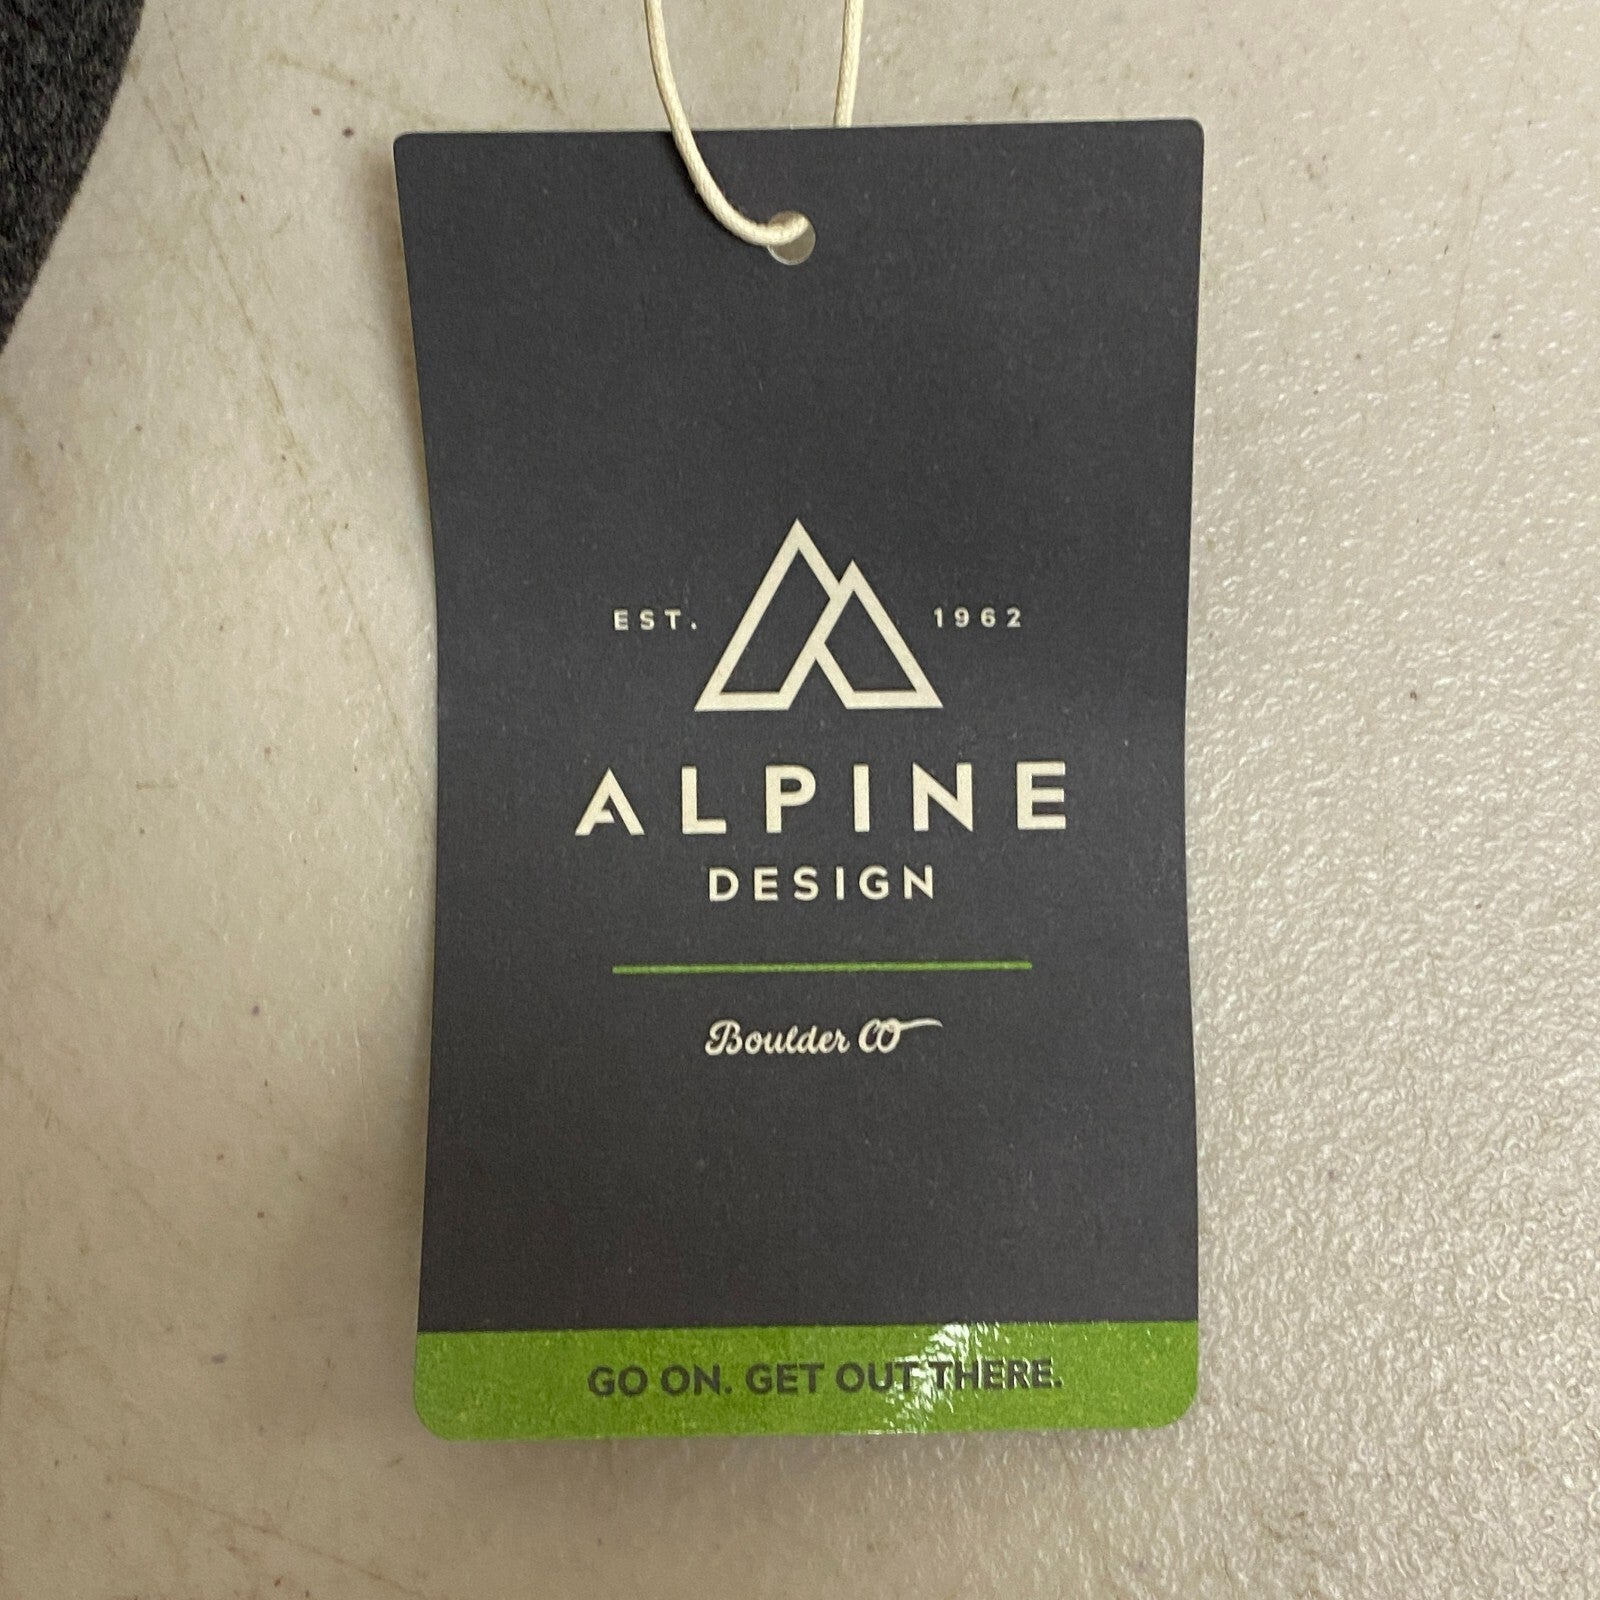 EST. 1962
ALPINE
DESIGN
Boulder CO
GO ON. GET OUT THERE.